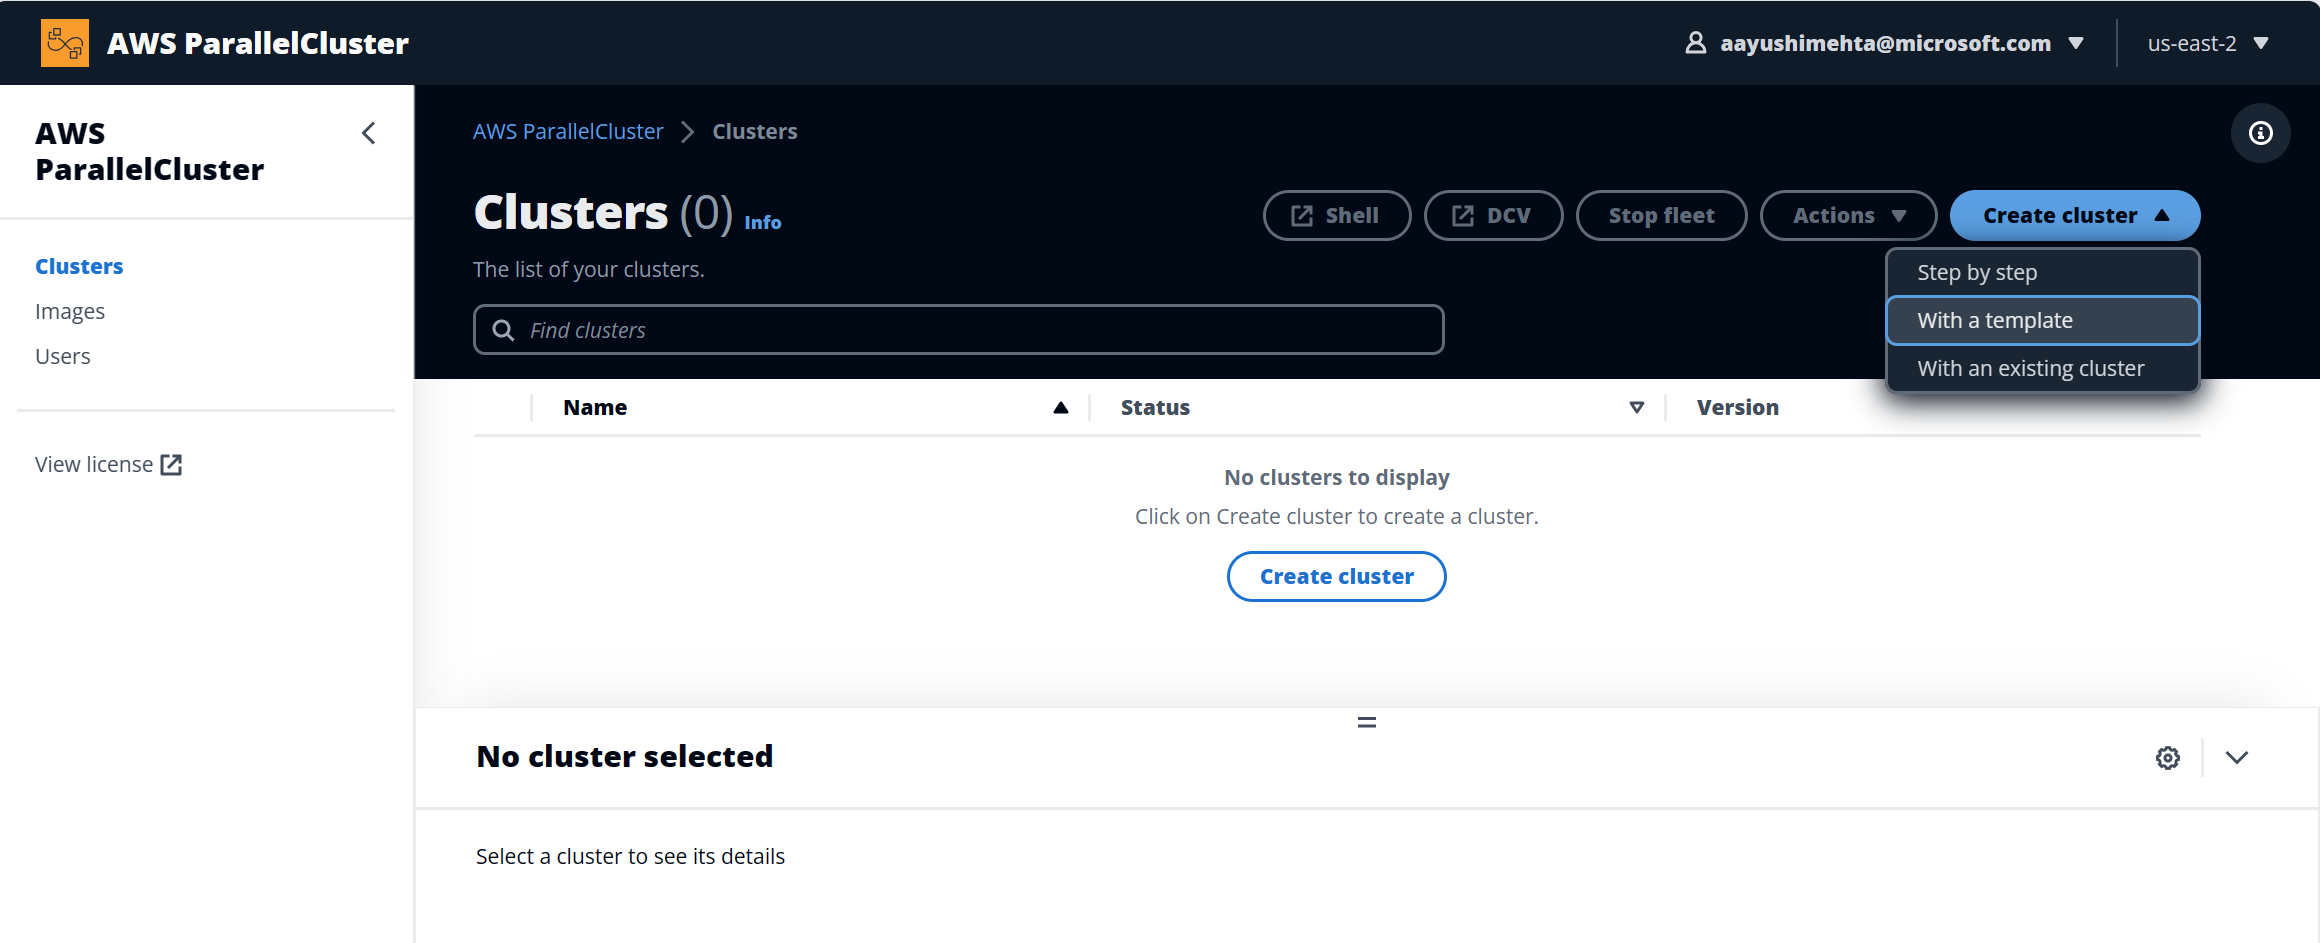 AWS ParallelCluster
aayushimehta@microsoft.com
us-east-2
AWS
ParallelCluster
Clusters
Images
Users
View license
AWS ParallelCluster
Clusters
Clusters (0) Info
Shell
DCV
Stop fleet
Actions
Create cluster
Step by step
With a template
With an existing cluster
The list of your clusters.
Find clusters
Name
Status
Version
No clusters to display
Click on Create cluster to create a cluster.
Create cluster
No cluster selected
Select a cluster to see its details